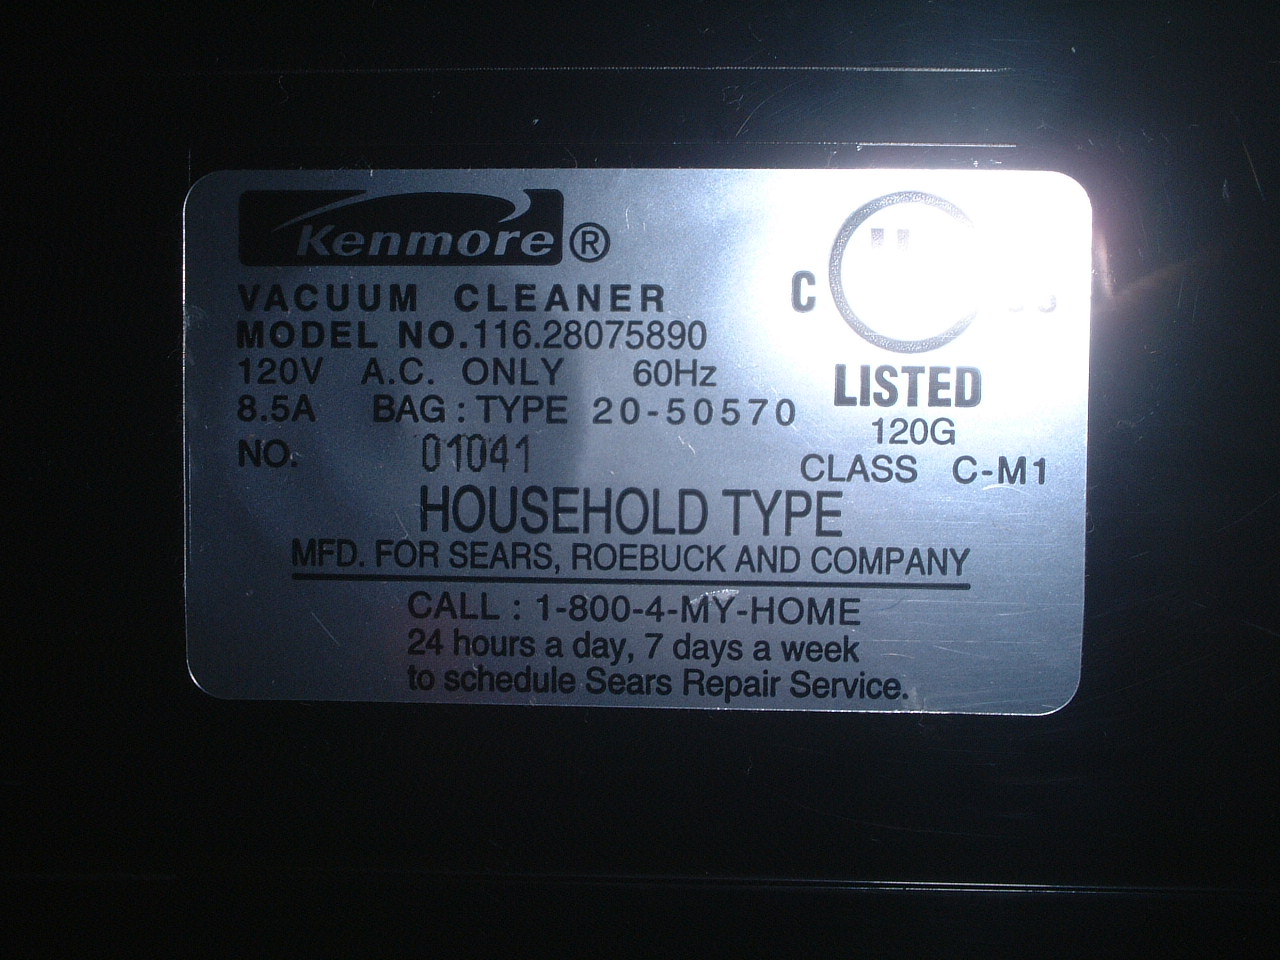 Kenmore®
VACUUM CLEANER
MODEL NO.116.28075890
120V A.C. ONLY 60Hz
8.5A BAG : TYPE 20-50570
NO. 01041
C
LISTED
120G
CLASS C-M1
HOUSEHOLD TYPE
MFD. FOR SEARS, ROEBUCK AND COMPANY
CALL : 1-800-4-MY-HOME
24 hours a day, 7 days a week
to schedule Sears Repair Service.